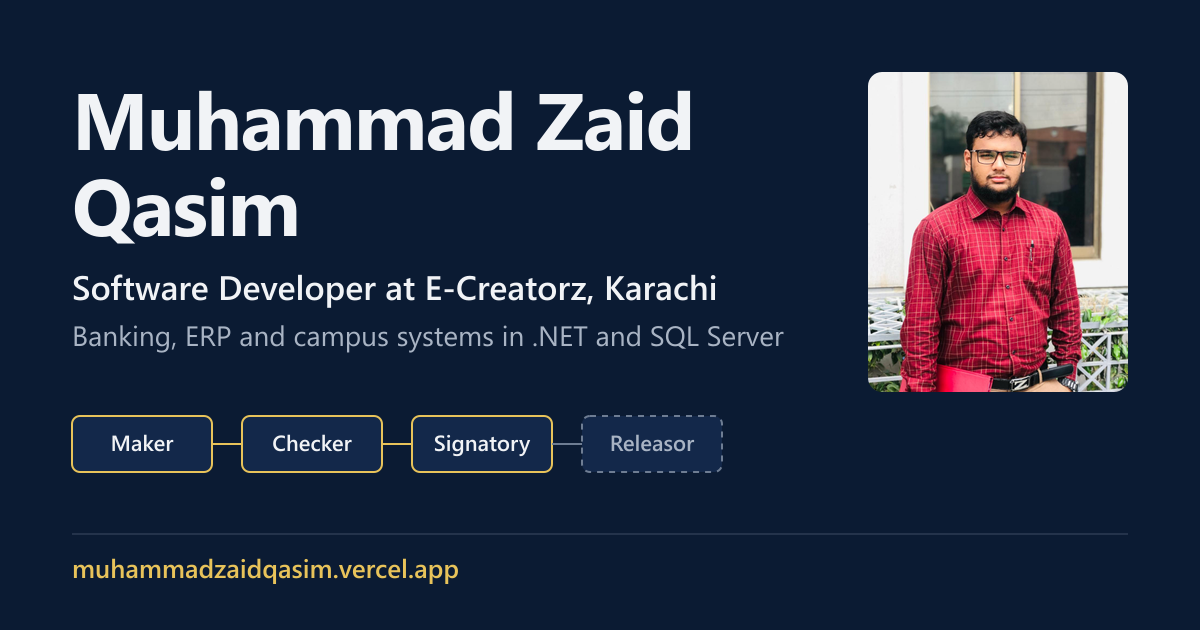 Muhammad Zaid
Qasim
Software Developer at E-Creatorz, Karachi
Banking, ERP and campus systems in .NET and SQL Server
Maker
Checker
Signatory
Releasor
muhammadzaidqasim.vercel.app